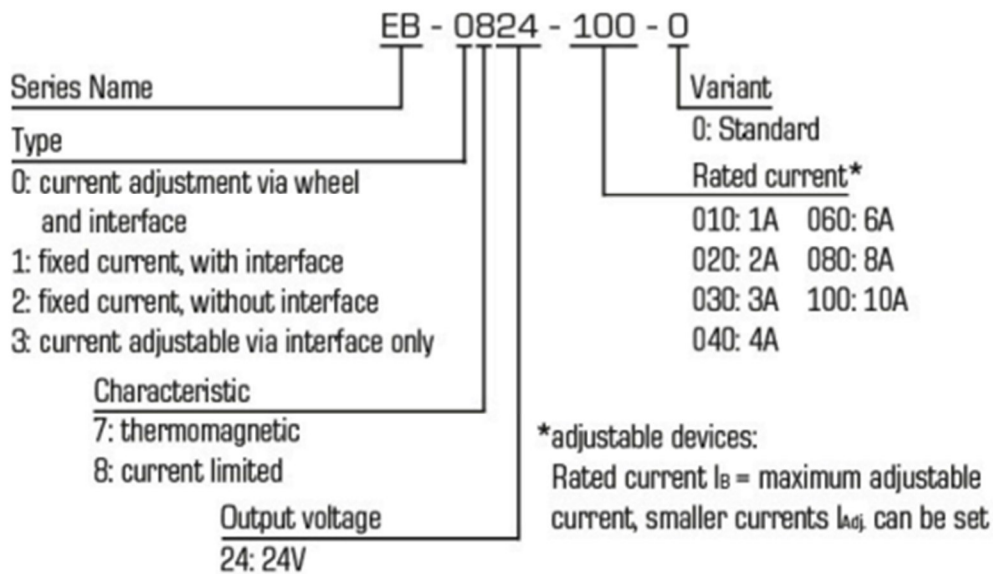 EB - 0824 - 100 - 0
Series Name
Type
0: current adjustment via wheel
and interface
1: fixed current, with interface
2: fixed current, without interface
3: current adjustable via interface only
Characteristic
7: thermomagnetic
8: current limited
Output voltage
24: 24V
Variant
0: Standard
Rated current*
010: 1A 060: 6A
020: 2A 080: 8A
030: 3A 100: 10A
040: 4A
*adjustable devices:
Rated current IB = maximum adjustable
current, smaller currents IAdj. can be set